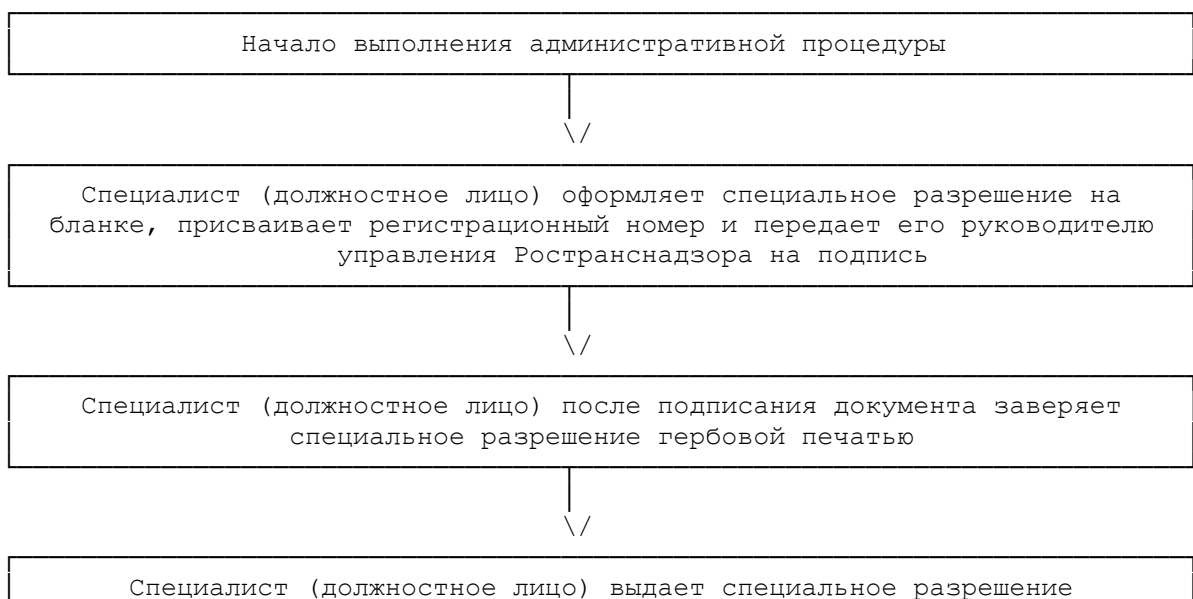 Начало выполнения административной процедуры
\/
Специалист (должностное лицо) оформляет специальное разрешение на
бланке, присваивает регистрационный номер и передает его руководителю
управления Ространснадзора на подпись
\/
Специалист (должностное лицо) после подписания документа заверяет
специальное разрешение гербовой печатью
\/
Специалист (должностное лицо) выдает специальное разрешение